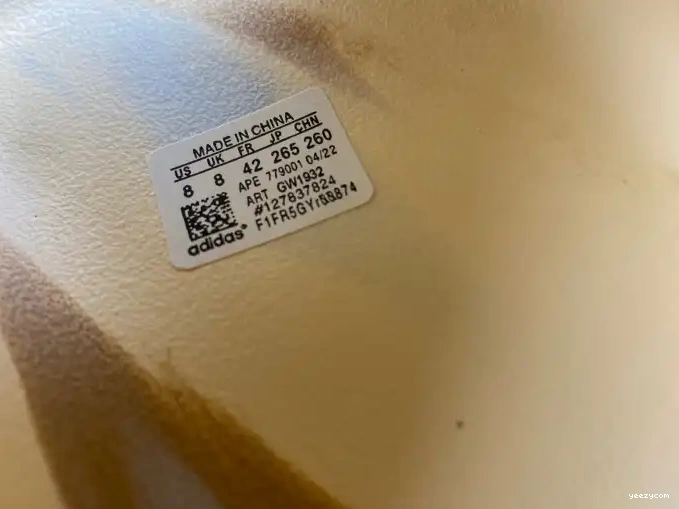 MADE IN CHINA
US UK FR JP CHN
8 8 42 265 260
APE 779001 04/22
ART GW1932
#127837824
adidas
yeezycom